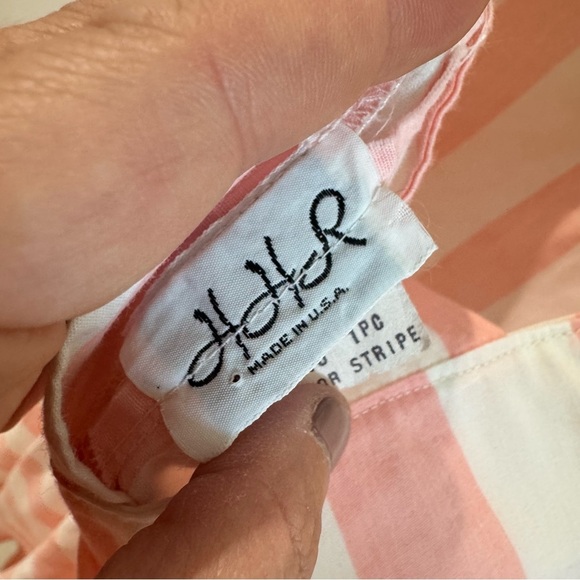 HHR
MADE IN U.S.A.
1PC
OR STRIPE